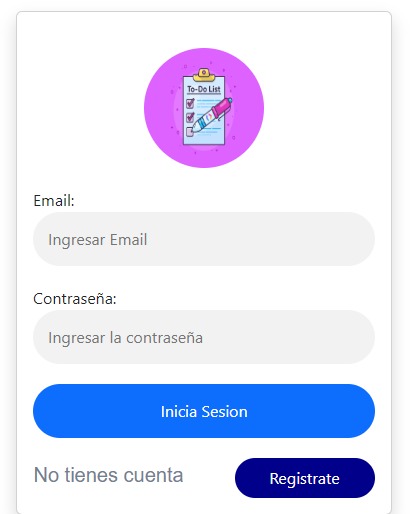 To-Do List
Email:
Ingresar Email
Contraseña:
Ingresar la contraseña
Inicia Sesion
No tienes cuenta
Registrate